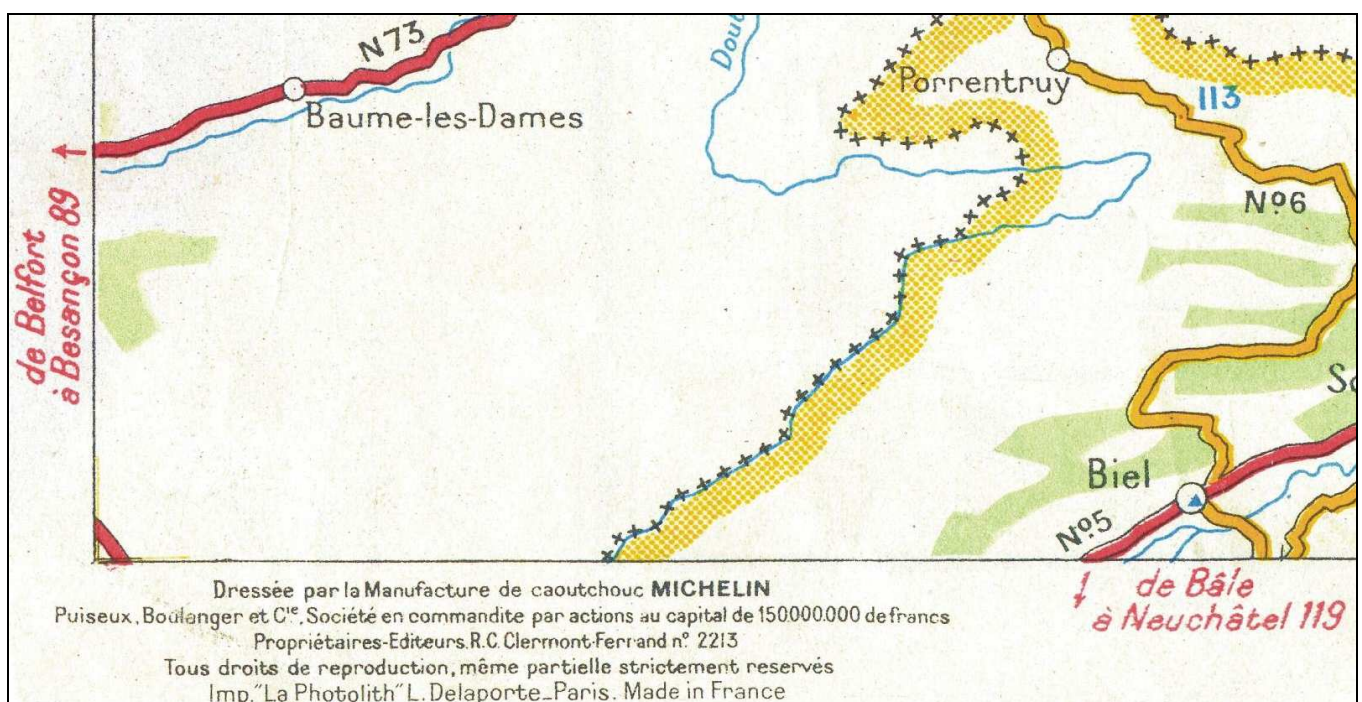 N73
Doub
Baume-les-Dames
Porrentruy
113
Nº6
de Belfort
à Besançon 89
Biel
Nº5
de Bâle
à Neuchâtel 119
Dressée par la Manufacture de caoutchouc MICHELIN
Puiseux, Boulanger et Cie, Société en commandite par actions au capital de 150.000.000 de francs
Propriétaires-Editeurs. R.C. Clermont-Ferrand nº 2213
Tous droits de reproduction, même partielle strictement reservés
Imp. "La Photolith" L. Delaporte_Paris. Made in France